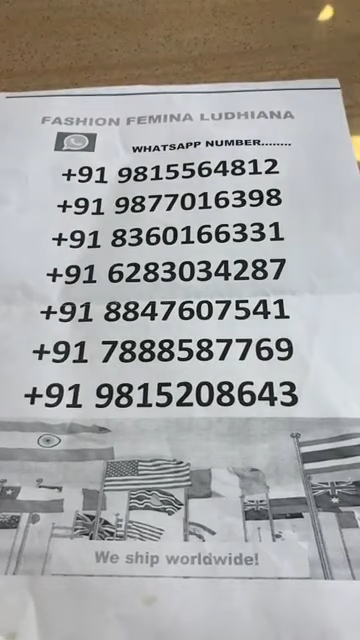 FASHION FEMINA LUDHIANA
WHATSAPP NUMBER........
+91 9815564812
+91 9877016398
+91 8360166331
+91 6283034287
+91 8847607541
+91 7888587769
+91 9815208643
We ship worldwide!